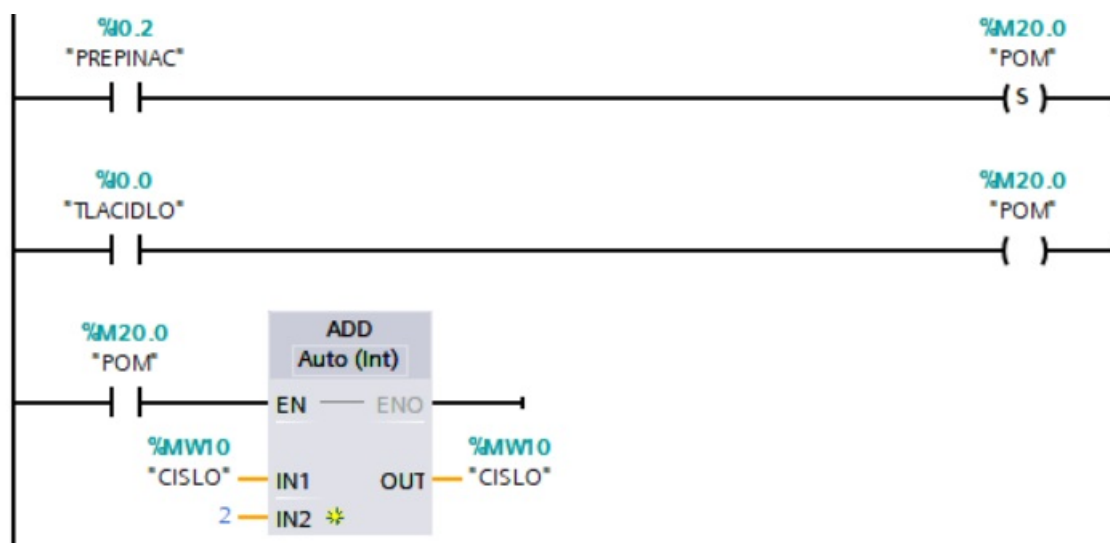 %I0.2
"PREPINAC"
%M20.0
"POM"
S
%I0.0
"TLACIDLO"
%M20.0
"POM"
%M20.0
"POM"
ADD
Auto (Int)
EN
ENO
%MW10
"CISLO"
IN1
OUT
%MW10
"CISLO"
2
IN2